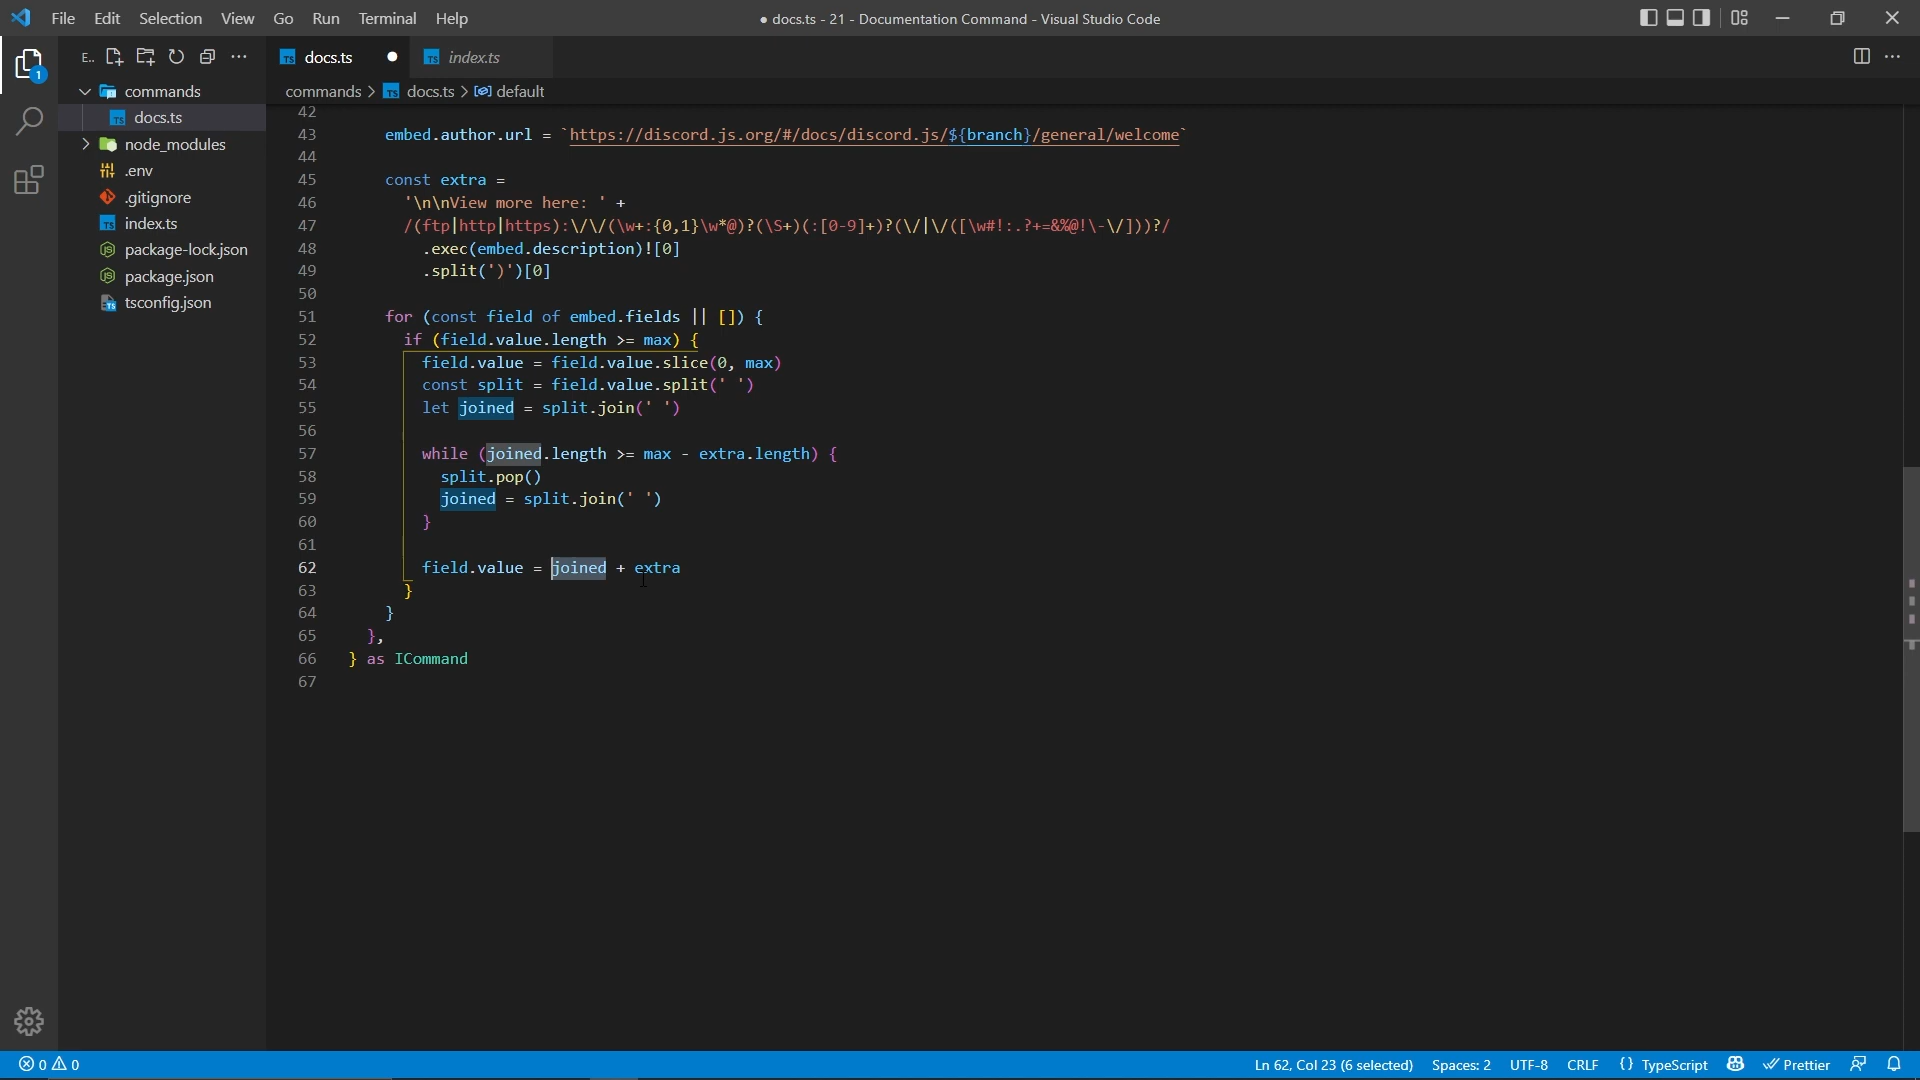 File Edit Selection View Go Run Terminal Help
● docs.ts - 21 - Documentation Command - Visual Studio Code
1
E..
commands
docs.ts
node_modules
.env
.gitignore
index.ts
package-lock.json
package.json
tsconfig.json
TS docs.ts ● TS index.ts
commands > TS docs.ts > default
42
43 embed.author.url = `https://discord.js.org/#/docs/discord.js/${branch}/general/welcome`
44
45 const extra =
46 '\n\nView more here: ' +
47 /(ftp|http|https):\/\/(\w+:{0,1}\w*@)?(\S+)(:[0-9]+)?(\/|\/([\w#!:.?+=&%@!\-\/]))?/
48 .exec(embed.description)![0]
49 .split(')')[0]
50
51 for (const field of embed.fields || []) {
52 if (field.value.length >= max) {
53 field.value = field.value.slice(0, max)
54 const split = field.value.split(' ')
55 let joined = split.join(' ')
56
57 while (joined.length >= max - extra.length) {
58 split.pop()
59 joined = split.join(' ')
60 }
61
62 field.value = joined + extra
63 }
64 }
65 },
66 } as ICommand
67
0 0
Ln 62, Col 23 (6 selected) Spaces: 2 UTF-8 CRLF {} TypeScript Prettier